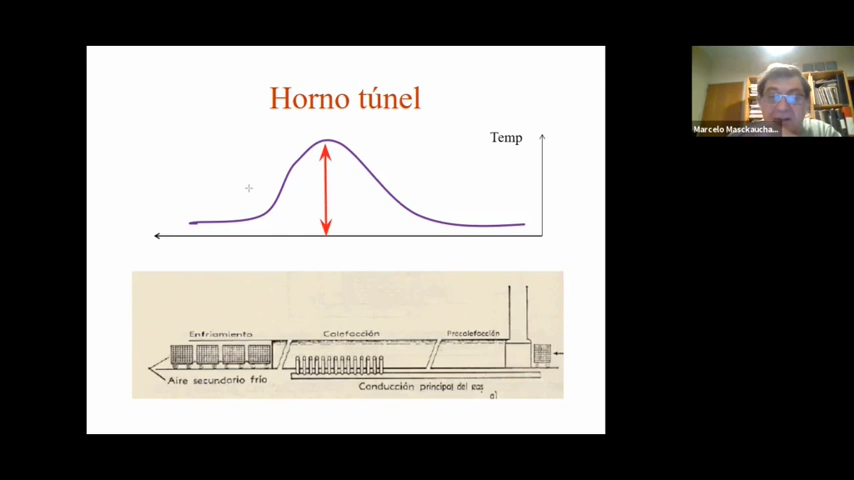 Horno túnel
Temp
Marcelo Masckaucha...
Enfriamiento
Calefacción
Precalefacción
Aire secundario frío
Conducción principal del gas
a)